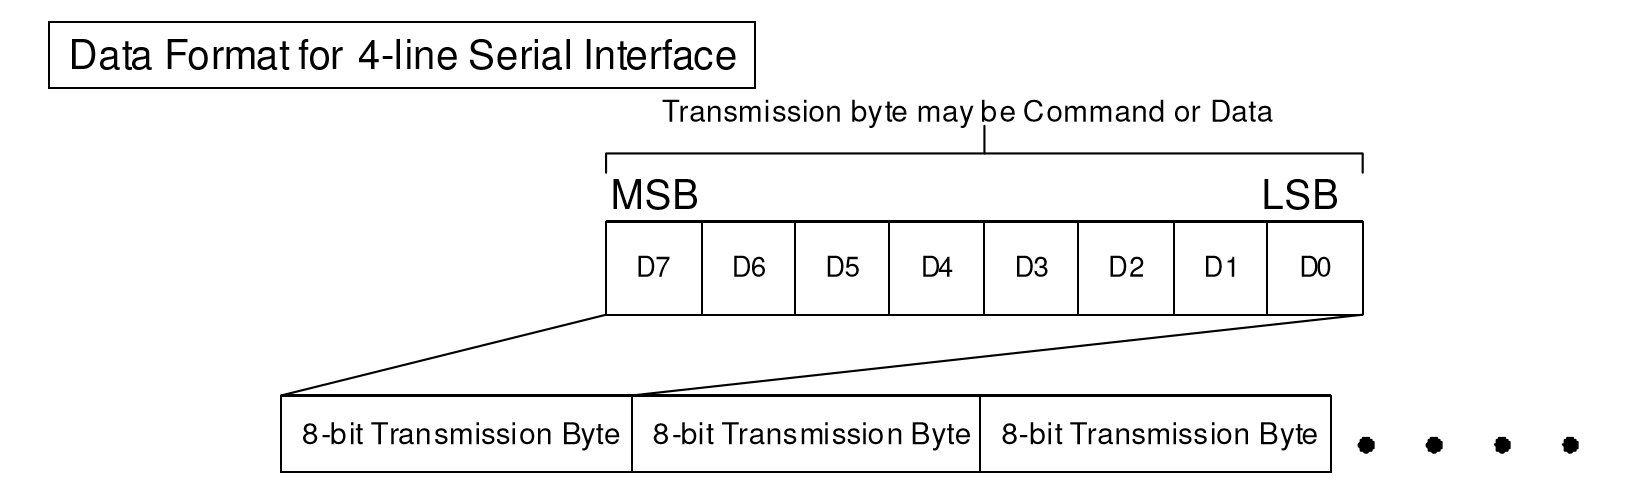 Data Format for 4-line Serial Interface
Transmission byte may be Command or Data
MSB LSB
D7 D6 D5 D4 D3 D2 D1 D0
8-bit Transmission Byte 8-bit Transmission Byte 8-bit Transmission Byte